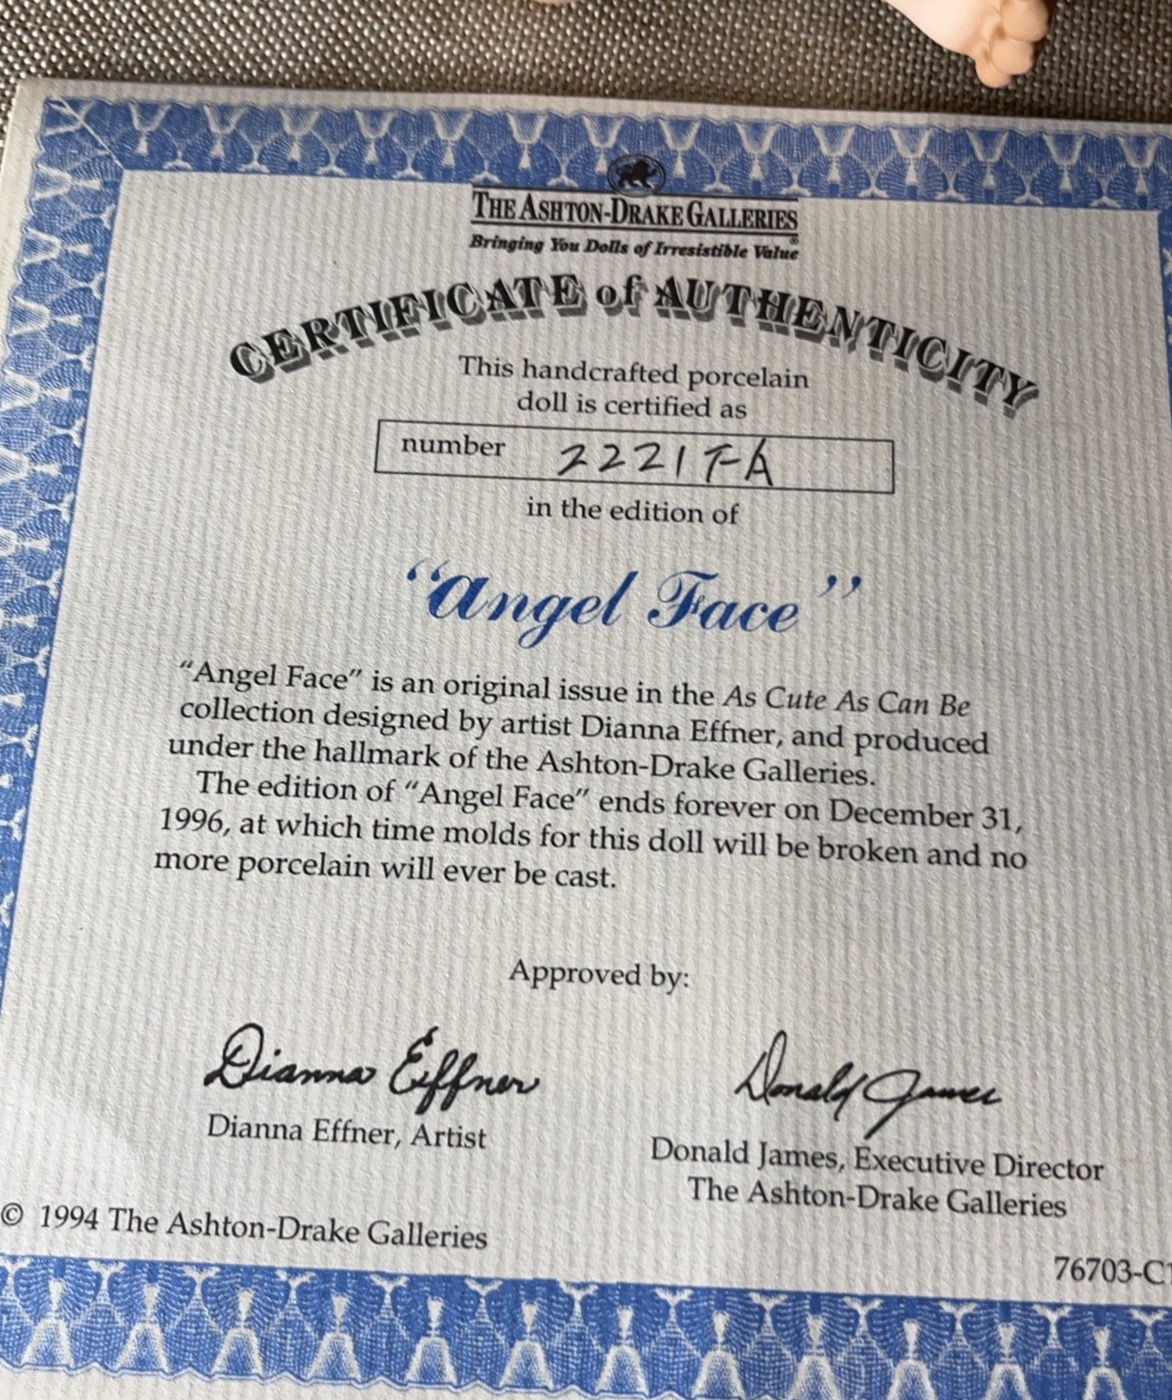 THE ASHTON-DRAKE GALLERIES
®
Bringing You Dolls of Irresistible Value
CERTIFICATE of AUTHENTICITY
This handcrafted porcelain
doll is certified as
number 2221 FA
in the edition of
“Angel Face”
“Angel Face” is an original issue in the As Cute As Can Be
collection designed by artist Dianna Effner, and produced
under the hallmark of the Ashton-Drake Galleries.
The edition of “Angel Face” ends forever on December 31,
1996, at which time molds for this doll will be broken and no
more porcelain will ever be cast.
Approved by:
Dianna Effner Donald James
Dianna Effner, Artist
Donald James, Executive Director
The Ashton-Drake Galleries
© 1994 The Ashton-Drake Galleries
76703-C1